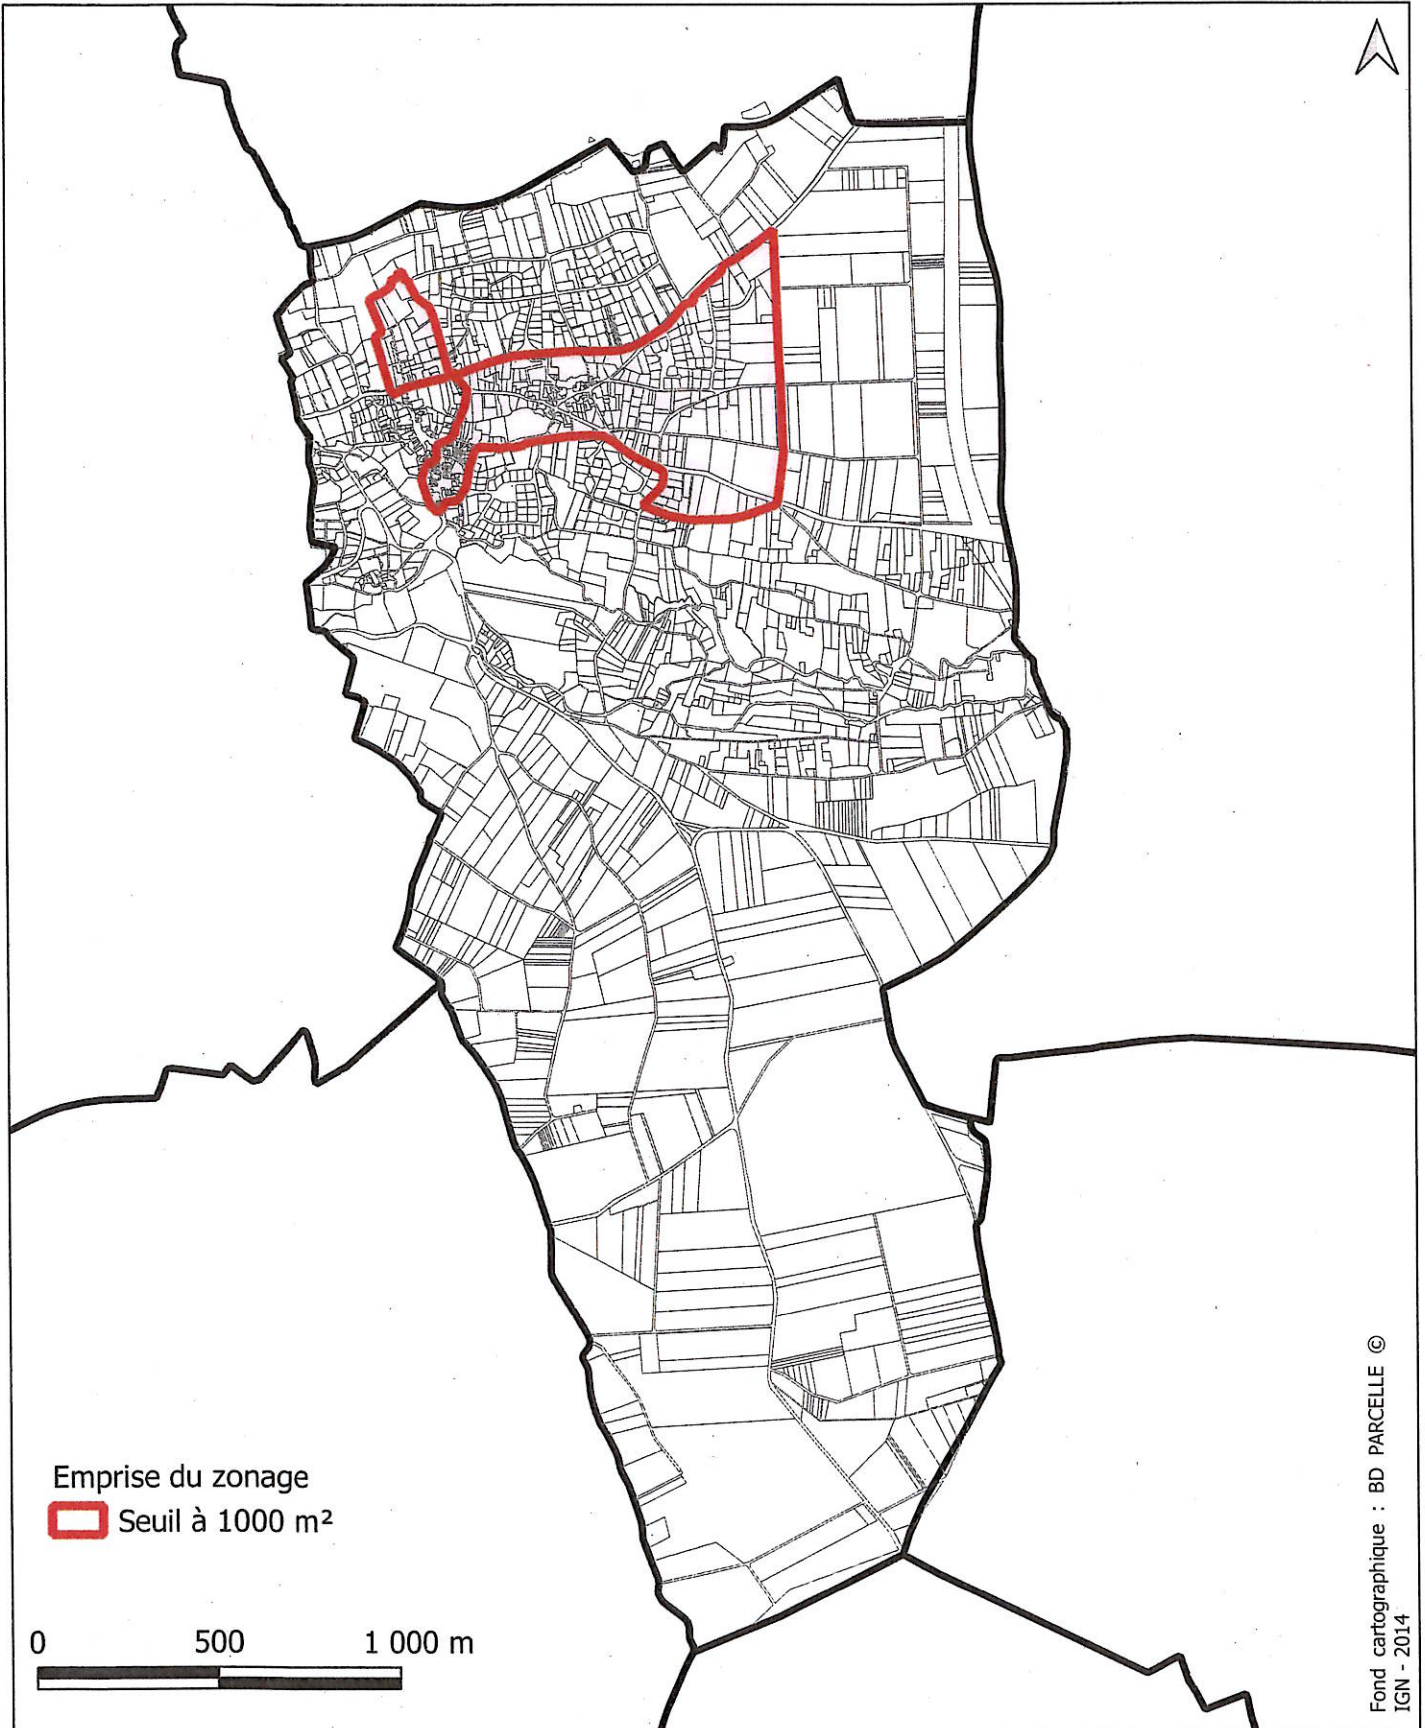 Emprise du zonage
Seuil à 1000 m²
0 500 1 000 m
Fond cartographique : BD PARCELLE ©
IGN - 2014